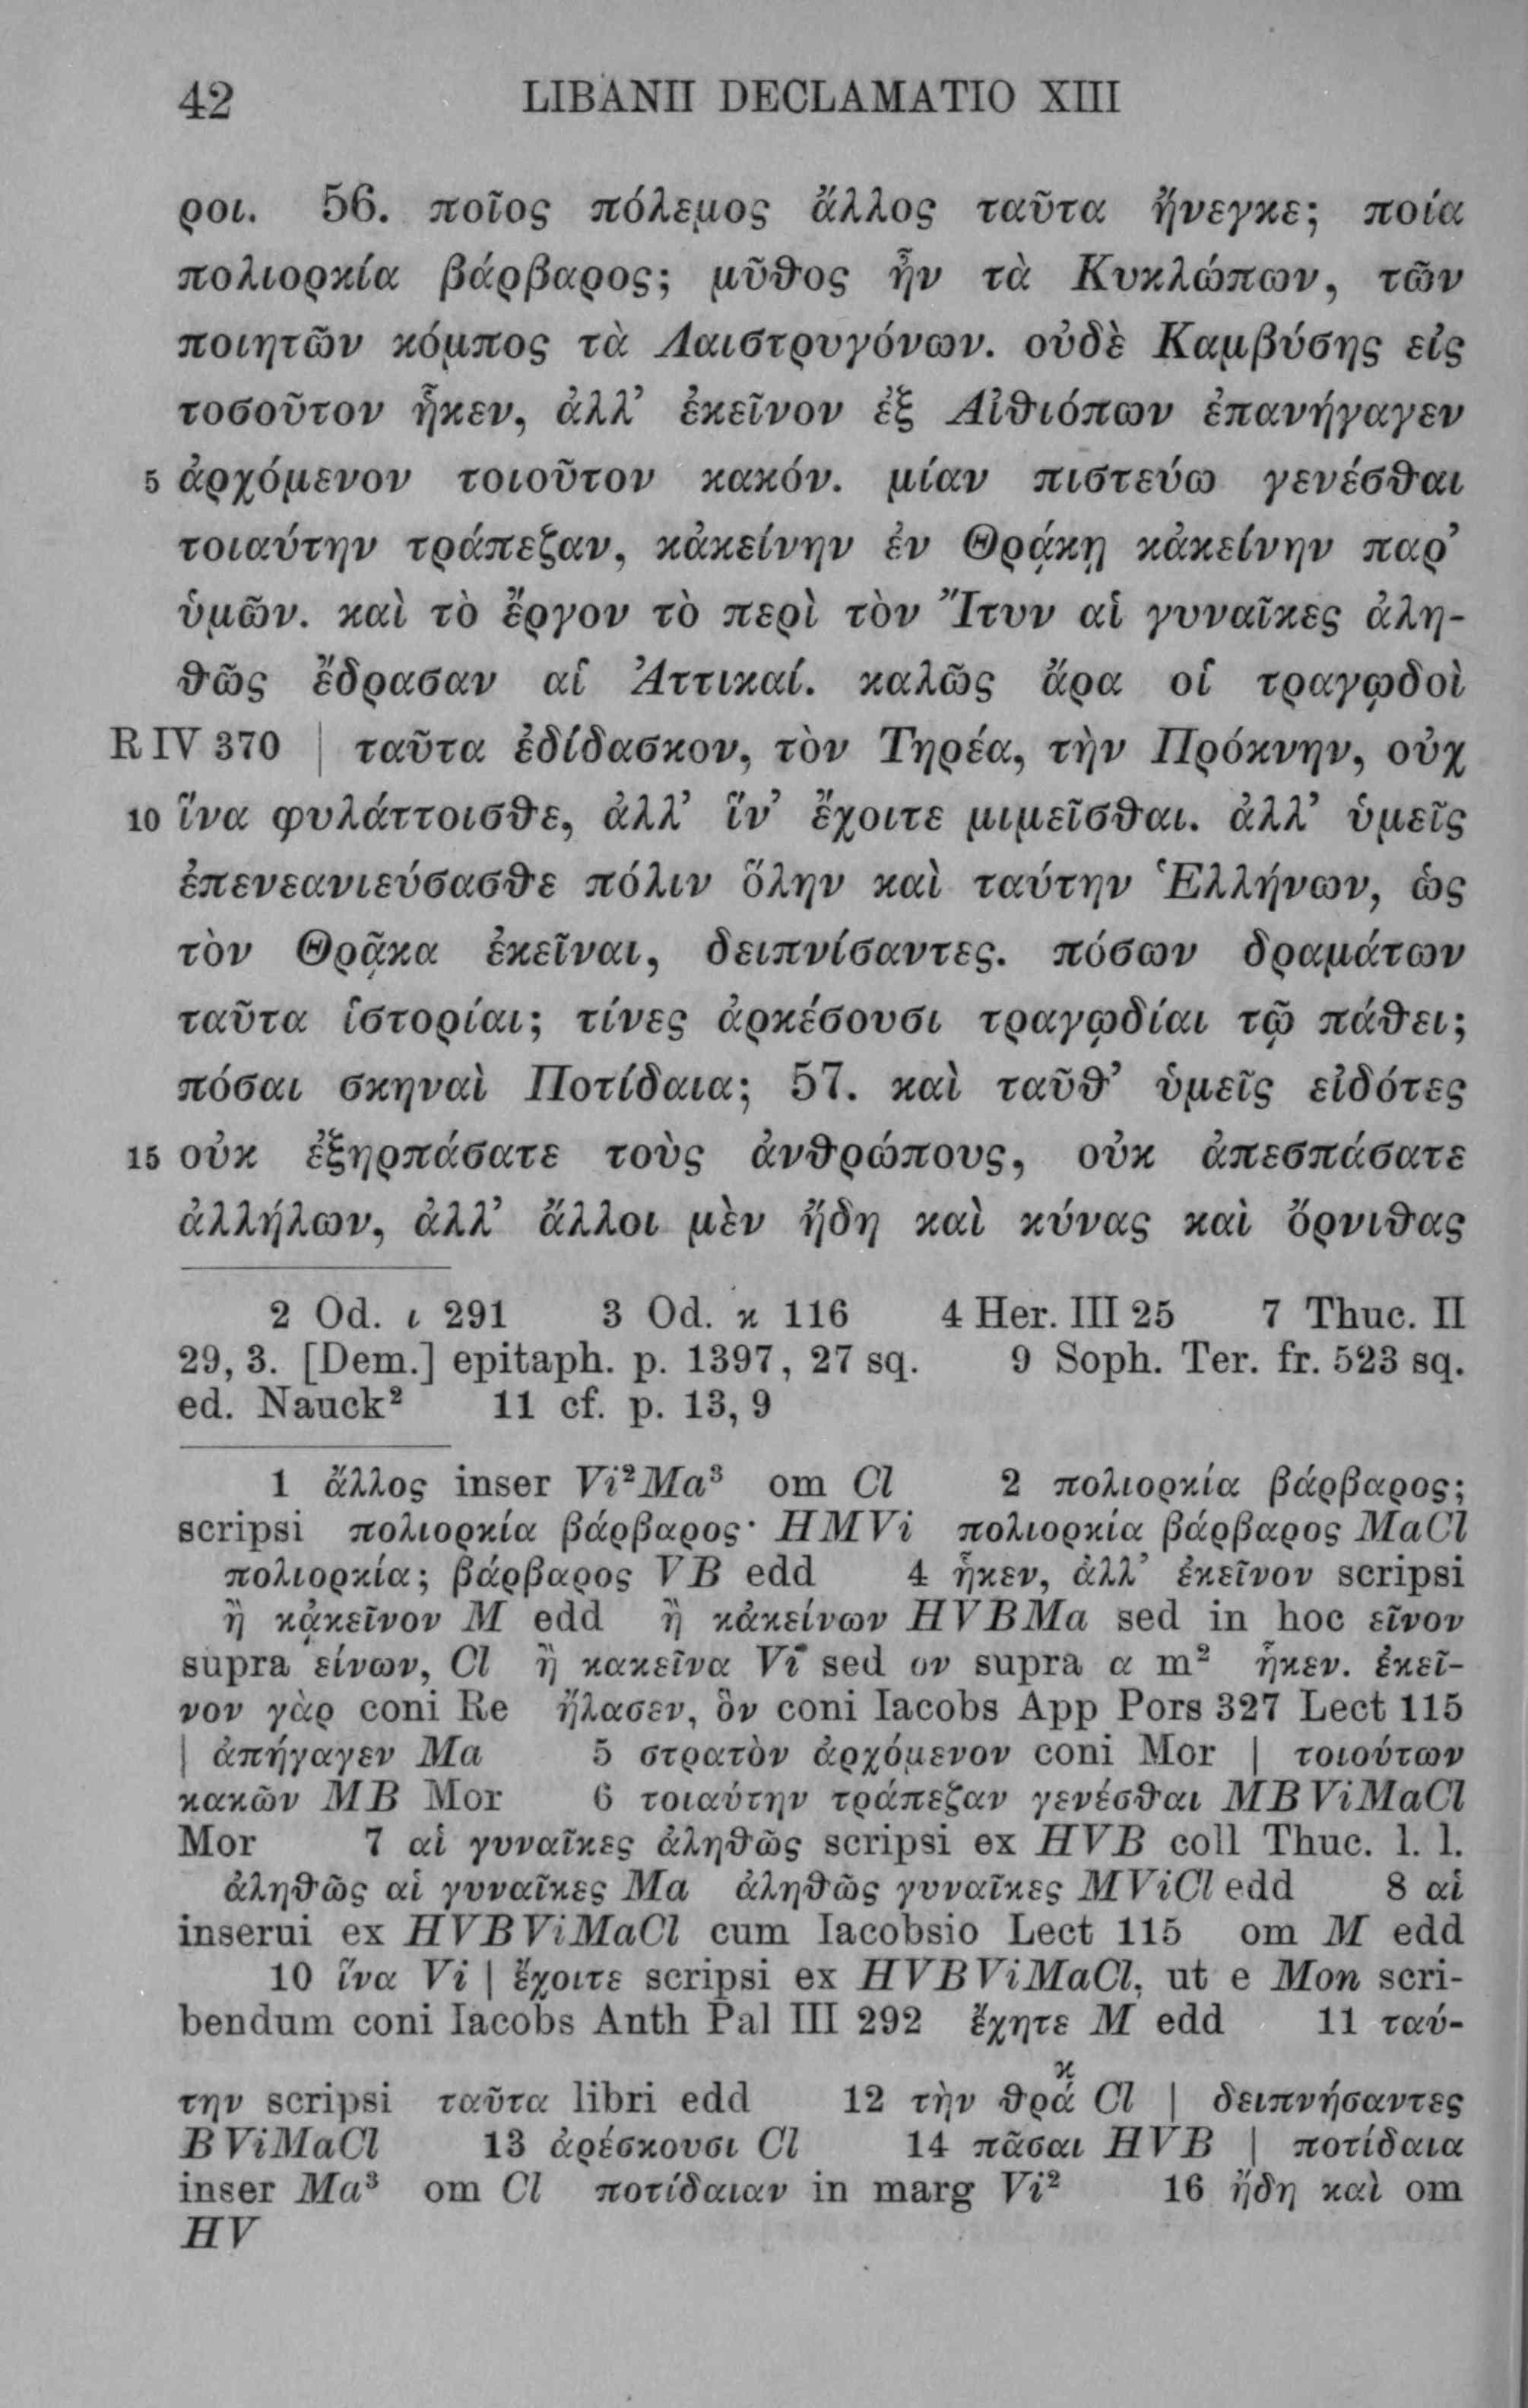 42 LIBANII DECLAMATIO XIII
ροι. 56. ποῖος πόλεμος ἄλλος ταῦτα ἤνεγκε; ποία
πολιορκία βάρβαρος; μῦθος ἦν τὰ Κυκλώπων, τῶν
ποιητῶν κόμπος τὰ Λαιστρυγόνων. οὐδὲ Καμβύσης εἰς
τοσοῦτον ἧκεν, ἀλλ’ ἐκεῖνον ἐξ Αἰθιόπων ἐπανήγαγεν
5 ἀρχόμενον τοιοῦτον κακόν. μίαν πιστεύω γενέσθαι
τοιαύτην τράπεζαν, κἀκείνην ἐν Θρᾴκῃ κἀκείνην παρ’
ὑμῶν. καὶ τὸ ἔργον τὸ περὶ τὸν Ἴτυν αἱ γυναῖκες ἀλη-
θῶς ἔδρασαν αἱ Ἀττικαί. καλῶς ἄρα οἱ τραγῳδοὶ
R IV 370 | ταῦτα ἐδίδασκον, τὸν Τηρέα, τὴν Πρόκνην, οὐχ
10 ἵνα φυλάττοισθε, ἀλλ’ ἵν’ ἔχοιτε μιμεῖσθαι. ἀλλ’ ὑμεῖς
ἐπενεανιεύσασθε πόλιν ὅλην καὶ ταύτην Ἑλλήνων, ὡς
τὸν Θρᾷκα ἐκεῖναι, δειπνίσαντες. πόσων δραμάτων
ταῦτα ἱστορίαι; τίνες ἀρκέσουσι τραγῳδίαι τῷ πάθει;
πόσαι σκηναὶ Ποτίδαια; 57. καὶ ταῦθ’ ὑμεῖς εἰδότες
15 οὐκ ἐξηρπάσατε τοὺς ἀνθρώπους, οὐκ ἀπεσπάσατε
ἀλλήλων, ἀλλ’ ἄλλοι μὲν ἤδη καὶ κύνας καὶ ὄρνιθας
2 Od. ι 291 3 Od. κ 116 4 Her. III 25 7 Thuc. II
29, 3. [Dem.] epitaph. p. 1397, 27 sq. 9 Soph. Ter. fr. 523 sq.
ed. Nauck² 11 cf. p. 13, 9
1 ἄλλος inser Vi²Ma³ om Cl 2 πολιορκία βάρβαρος;
scripsi πολιορκία βάρβαρος· HMVi πολιορκία βάρβαρος MaCl
πολιορκία; βάρβαρος VB edd 4 ἧκεν, ἀλλ’ ἐκεῖνον scripsi
ἢ κἀκεῖνον M edd ἢ κἀκείνων HVBMa sed in hoc εῖνον
supra είνων, Cl ἢ κακεῖνα Vi sed ον supra α m² ἧκεν. ἐκεῖ-
νον γὰρ coni Re ἤλασεν, ὃν coni Iacobs App Pors 327 Lect 115
| ἀπήγαγεν Ma 5 στρατὸν ἀρχόμενον coni Mor | τοιούτων
κακῶν MB Mor 6 τοιαύτην τράπεζαν γενέσθαι MBViMaCl
Mor 7 αἱ γυναῖκες ἀληθῶς scripsi ex HVB coll Thuc. l. l.
ἀληθῶς αἱ γυναῖκες Ma ἀληθῶς γυναῖκες MViCl edd 8 αἱ
inserui ex HVBViMaCl cum Iacobsio Lect 115 om M edd
10 ἵνα Vi | ἔχοιτε scripsi ex HVBViMaCl, ut e Mon scri-
bendum coni Iacobs Anth Pal III 292 ἔχητε M edd 11 ταύ-
την scripsi ταῦτα libri edd 12 τὴν θρά<sup>κ</sup> Cl | δειπνήσαντες
BViMaCl 13 ἀρέσκουσι Cl 14 πᾶσαι HVB | ποτίδαια
inser Ma³ om Cl ποτίδαιαν in marg Vi² 16 ἤδη καὶ om
HV